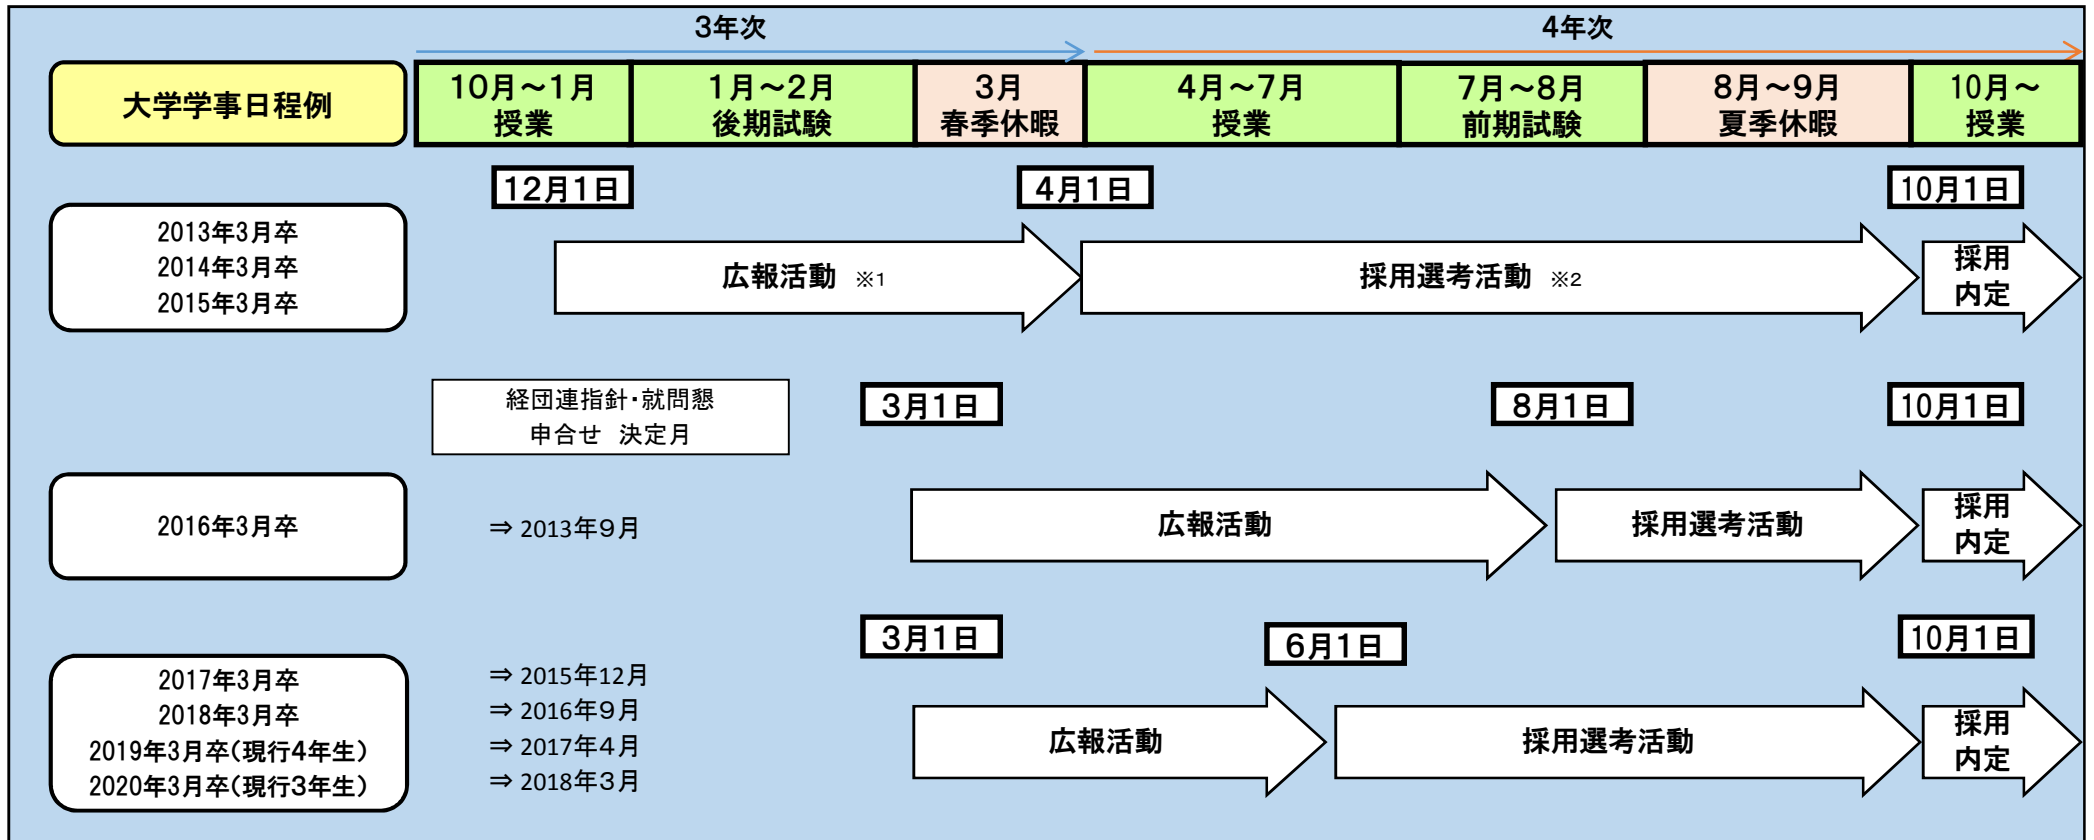 3年次
4年次
大学学事日程例
10月～1月
授業
1月～2月
後期試験
3月
春季休暇
4月～7月
授業
7月～8月
前期試験
8月～9月
夏季休暇
10月～
授業
12月1日
4月1日
10月1日
2013年3月卒
2014年3月卒
2015年3月卒
広報活動 ※1
採用選考活動 ※2
採用
内定
経団連指針・就問懇
申合せ 決定月
3月1日
8月1日
10月1日
2016年3月卒
⇒ 2013年9月
広報活動
採用選考活動
採用
内定
3月1日
6月1日
10月1日
2017年3月卒
2018年3月卒
2019年3月卒(現行4年生)
2020年3月卒(現行3年生)
⇒ 2015年12月
⇒ 2016年9月
⇒ 2017年4月
⇒ 2018年3月
広報活動
採用選考活動
採用
内定